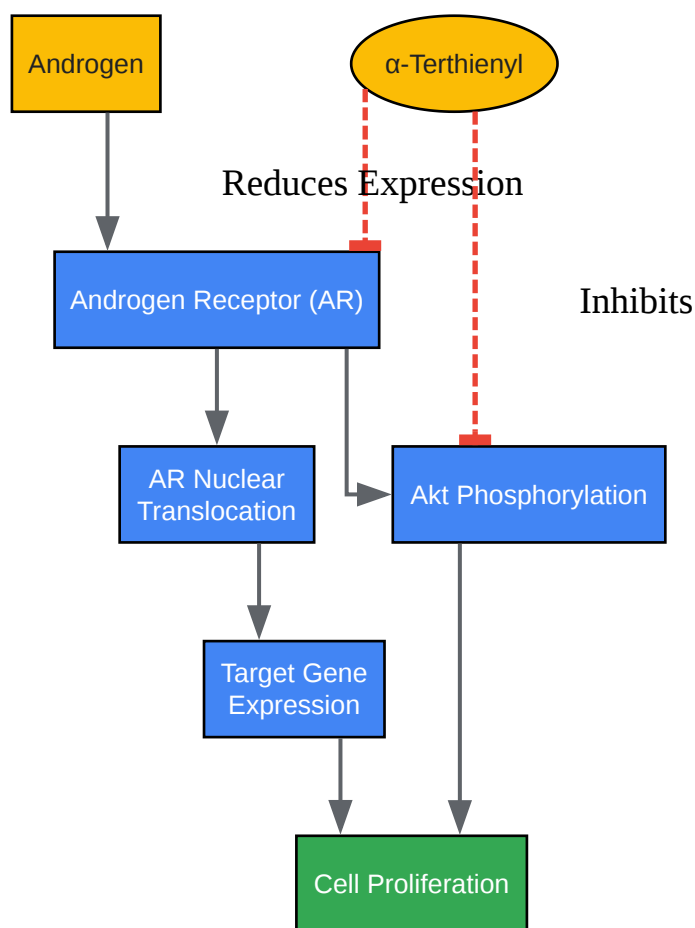 Androgen
α-Terthienyl
Reduces Expression
Androgen Receptor (AR)
Inhibits
AR Nuclear
Translocation
Akt Phosphorylation
Target Gene
Expression
Cell Proliferation